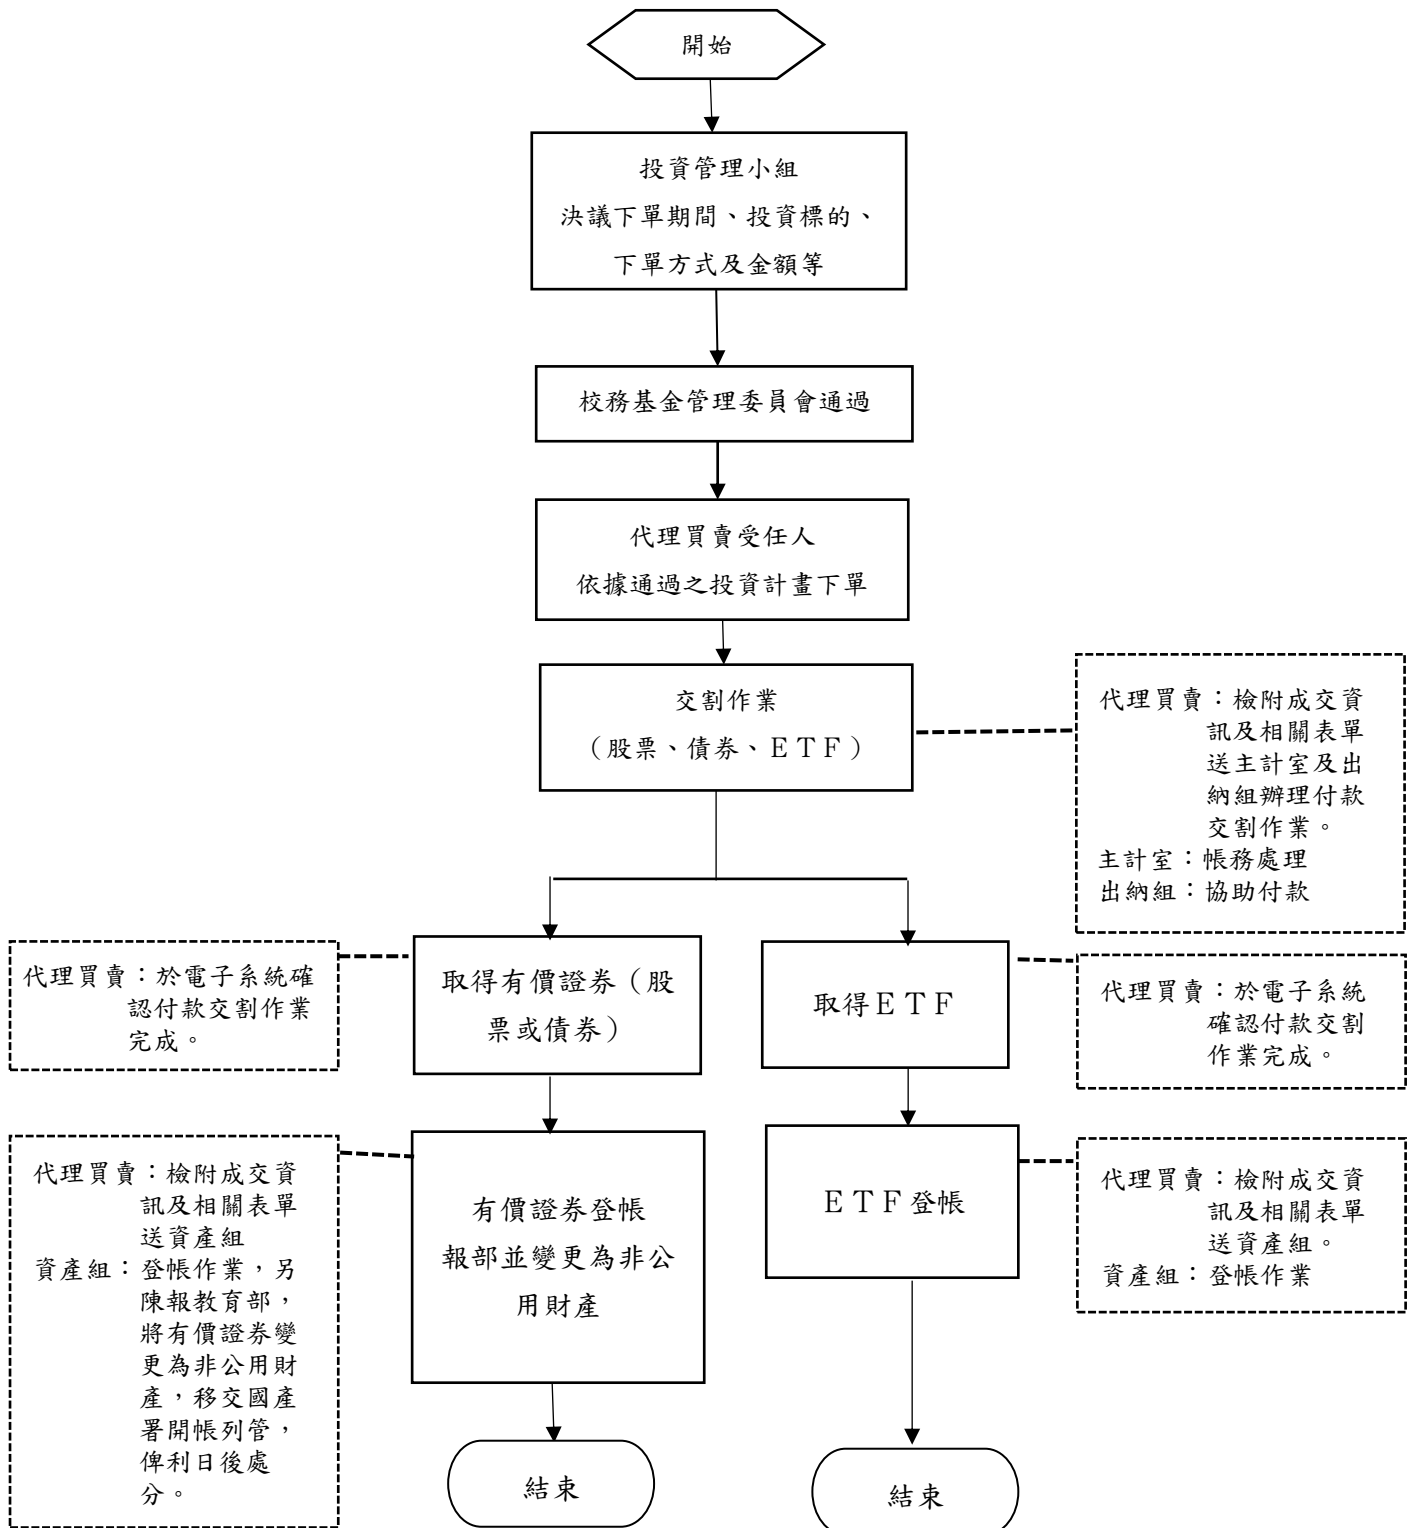 開始
投資管理小組
決議下單期間、投資標的、
下單方式及金額等
校務基金管理委員會通過
代理買賣受任人
依據通過之投資計畫下單
交割作業
（股票、債券、ＥＴＦ）
代理買賣：檢附成交資
訊及相關表單
送主計室及出
納組辦理付款
交割作業。
主計室：帳務處理
出納組：協助付款
代理買賣：於電子系統確
認付款交割作業
完成。
取得有價證券（股
票或債券）
取得ＥＴＦ
代理買賣：於電子系統
確認付款交割
作業完成。
代理買賣：檢附成交資
訊及相關表單
送資產組
資產組：登帳作業，另
陳報教育部，
將有價證券變
更為非公用財
產，移交國產
署開帳列管，
俾利日後處
分。
有價證券登帳
報部並變更為非公
用財產
ＥＴＦ登帳
代理買賣：檢附成交資
訊及相關表單
送資產組。
資產組：登帳作業
結束
結束